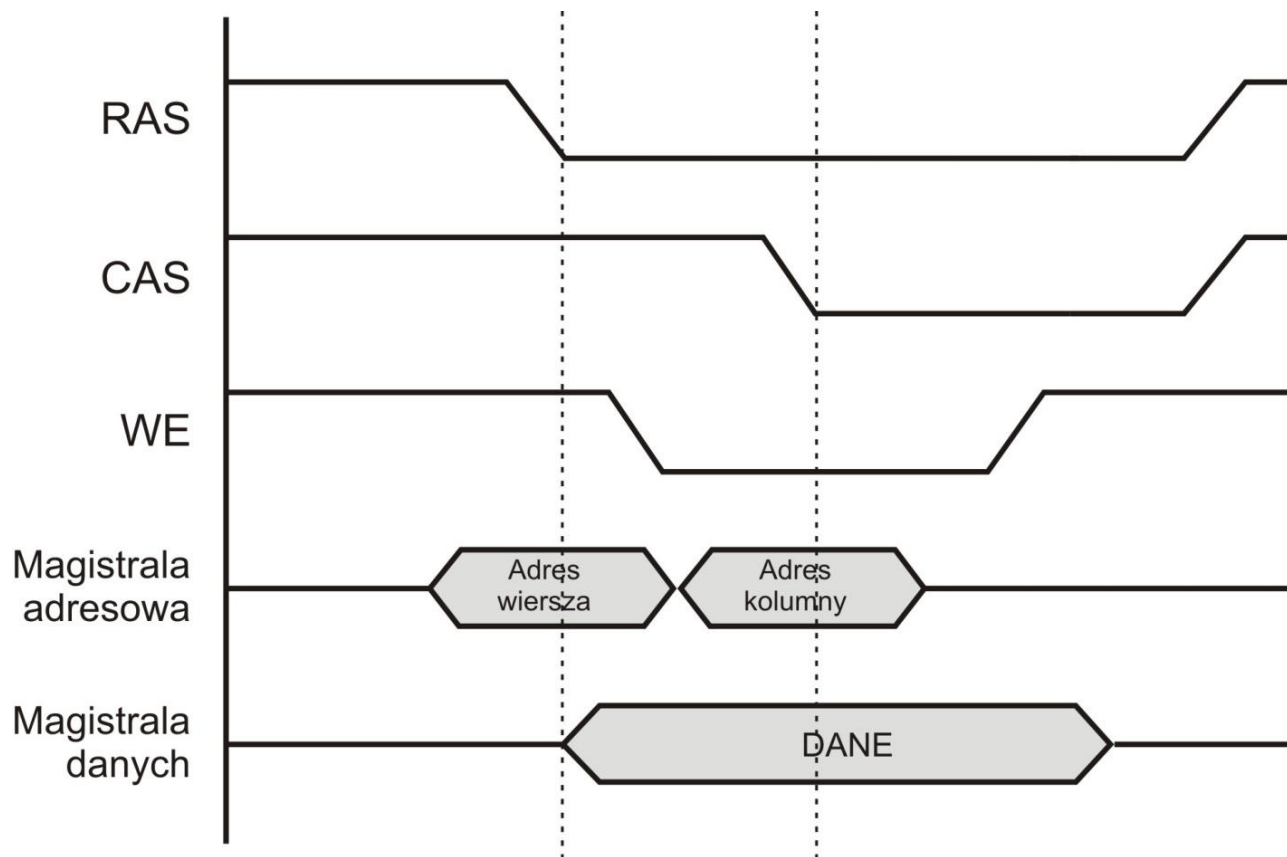 RAS
CAS
WE
Magistrala
adresowa
Adres
wiersza
Adres
kolumny
Magistrala
danych
DANE